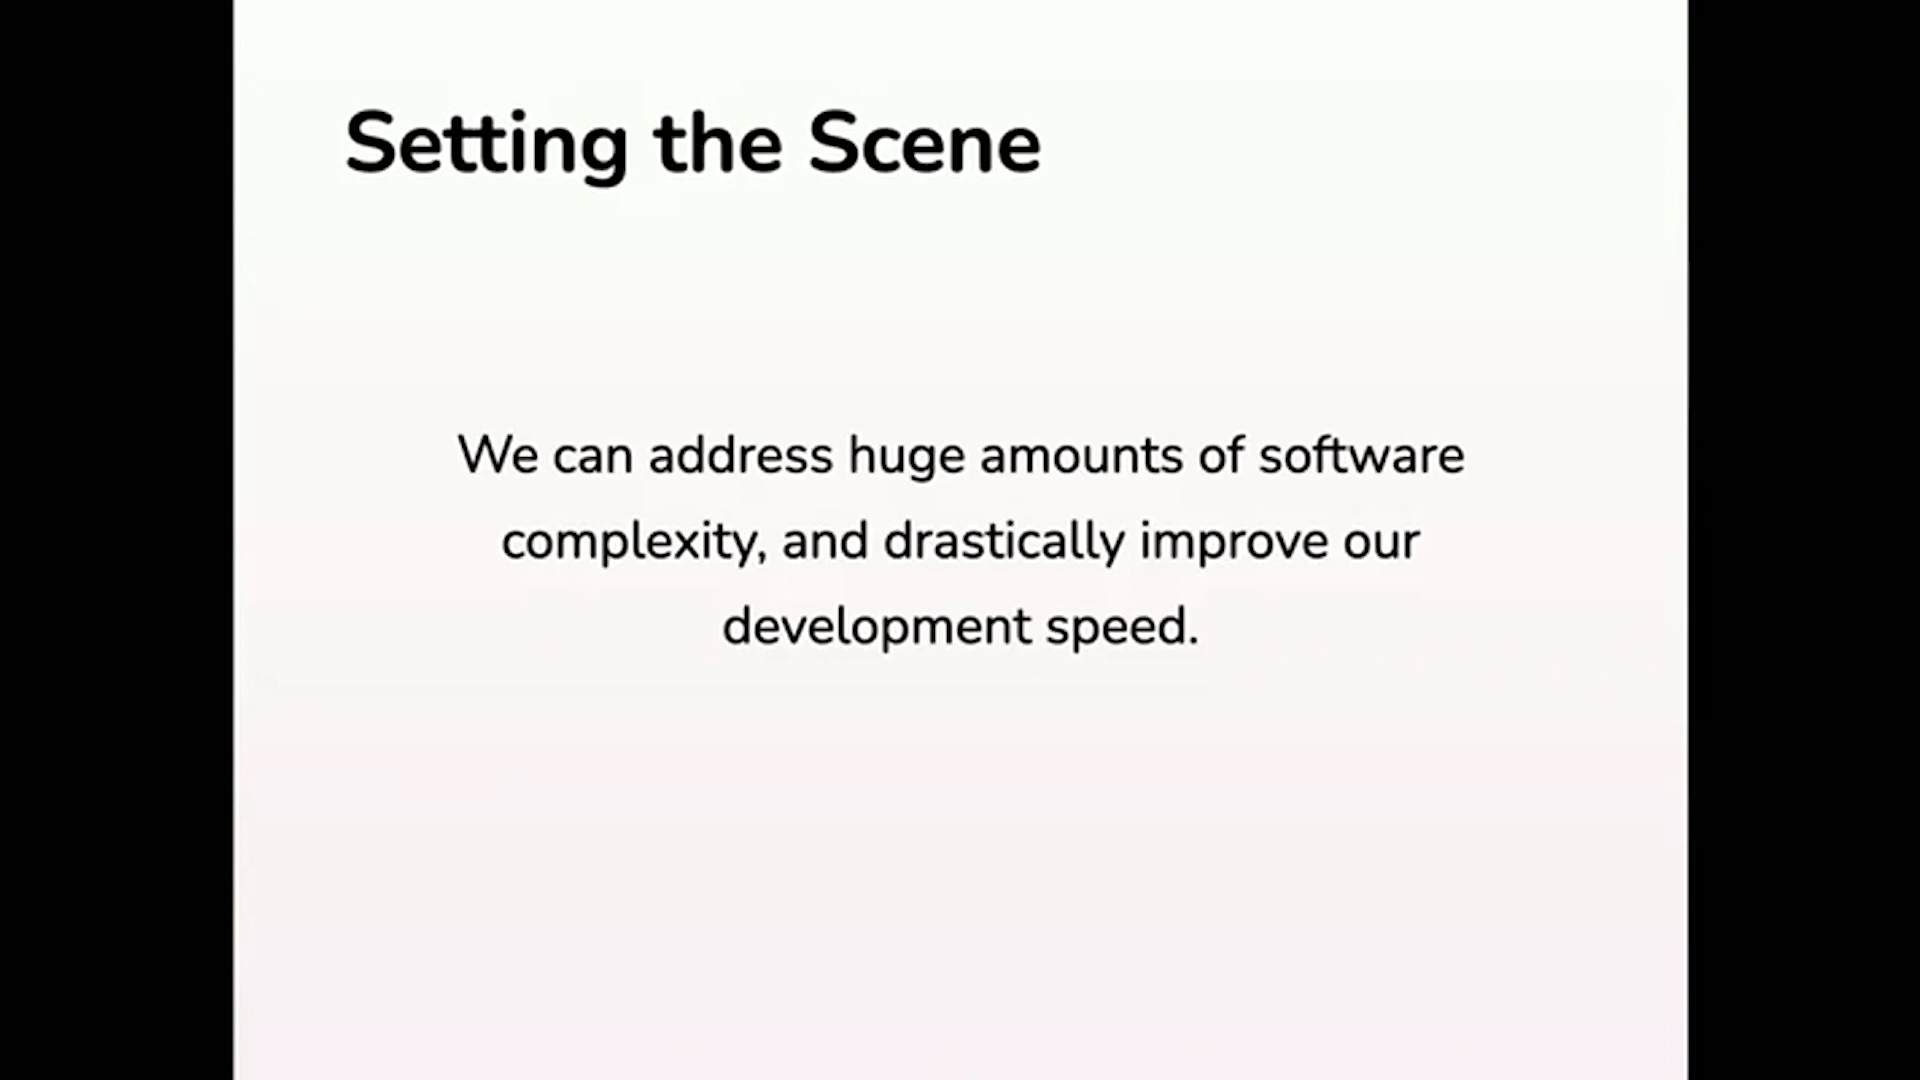 Setting the Scene
We can address huge amounts of software
complexity, and drastically improve our
development speed.